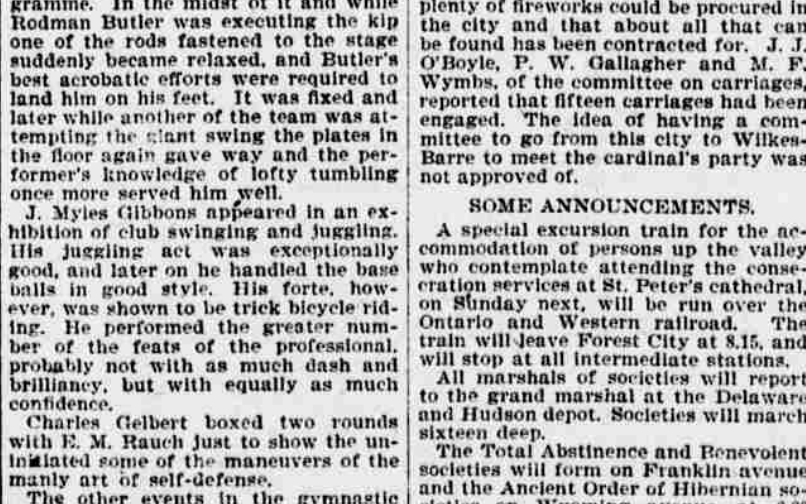 gramme. In the midst of it and while
Rodman Butler was executing the kip
one of the rods fastened to the stage
suddenly became relaxed, and Butler's
best acrobatic efforts were required to
land him on his feet. It was fixed and
later while another of the team was at-
tempting the giant swing the plates in
the floor again gave way and the per-
former's knowledge of lofty tumbling
once more served him well.
J. Myles Gibbons appeared in an ex-
hibition of club swinging and juggling.
His juggling act was exceptionally
good, and later on he handled the base
balls in good style. His forte, how-
ever, was shown to be trick bicycle rid-
ing. He performed the greater num-
ber of the feats of the professional,
probably not with as much dash and
brilliancy, but with equally as much
confidence.
Charles Gelbert boxed two rounds
with E. M. Rauch just to show the un-
initiated some of the maneuvers of the
manly art of self-defense.
The other events in the gymnastic
plenty of fireworks could be procured in
the city and that about all that can
be found has been contracted for. J. J.
O'Boyle, P. W. Gallagher and M. F.
Wymbs, of the committee on carriages,
reported that fifteen carriages had been
engaged. The idea of having a com-
mittee to go from this city to Wilkes-
Barre to meet the cardinal's party was
not approved of.
SOME ANNOUNCEMENTS.
A special excursion train for the ac-
commodation of persons up the valley
who contemplate attending the conse-
cration services at St. Peter's cathedral,
on Sunday next, will be run over the
Ontario and Western railroad. The
train will leave Forest City at 8.15, and
will stop at all intermediate stations.
All marshals of societies will report
to the grand marshal at the Delaware
and Hudson depot. Societies will march
sixteen deep.
The Total Abstinence and Benevolent
societies will form on Franklin avenue
and the Ancient Order of Hibernian so-